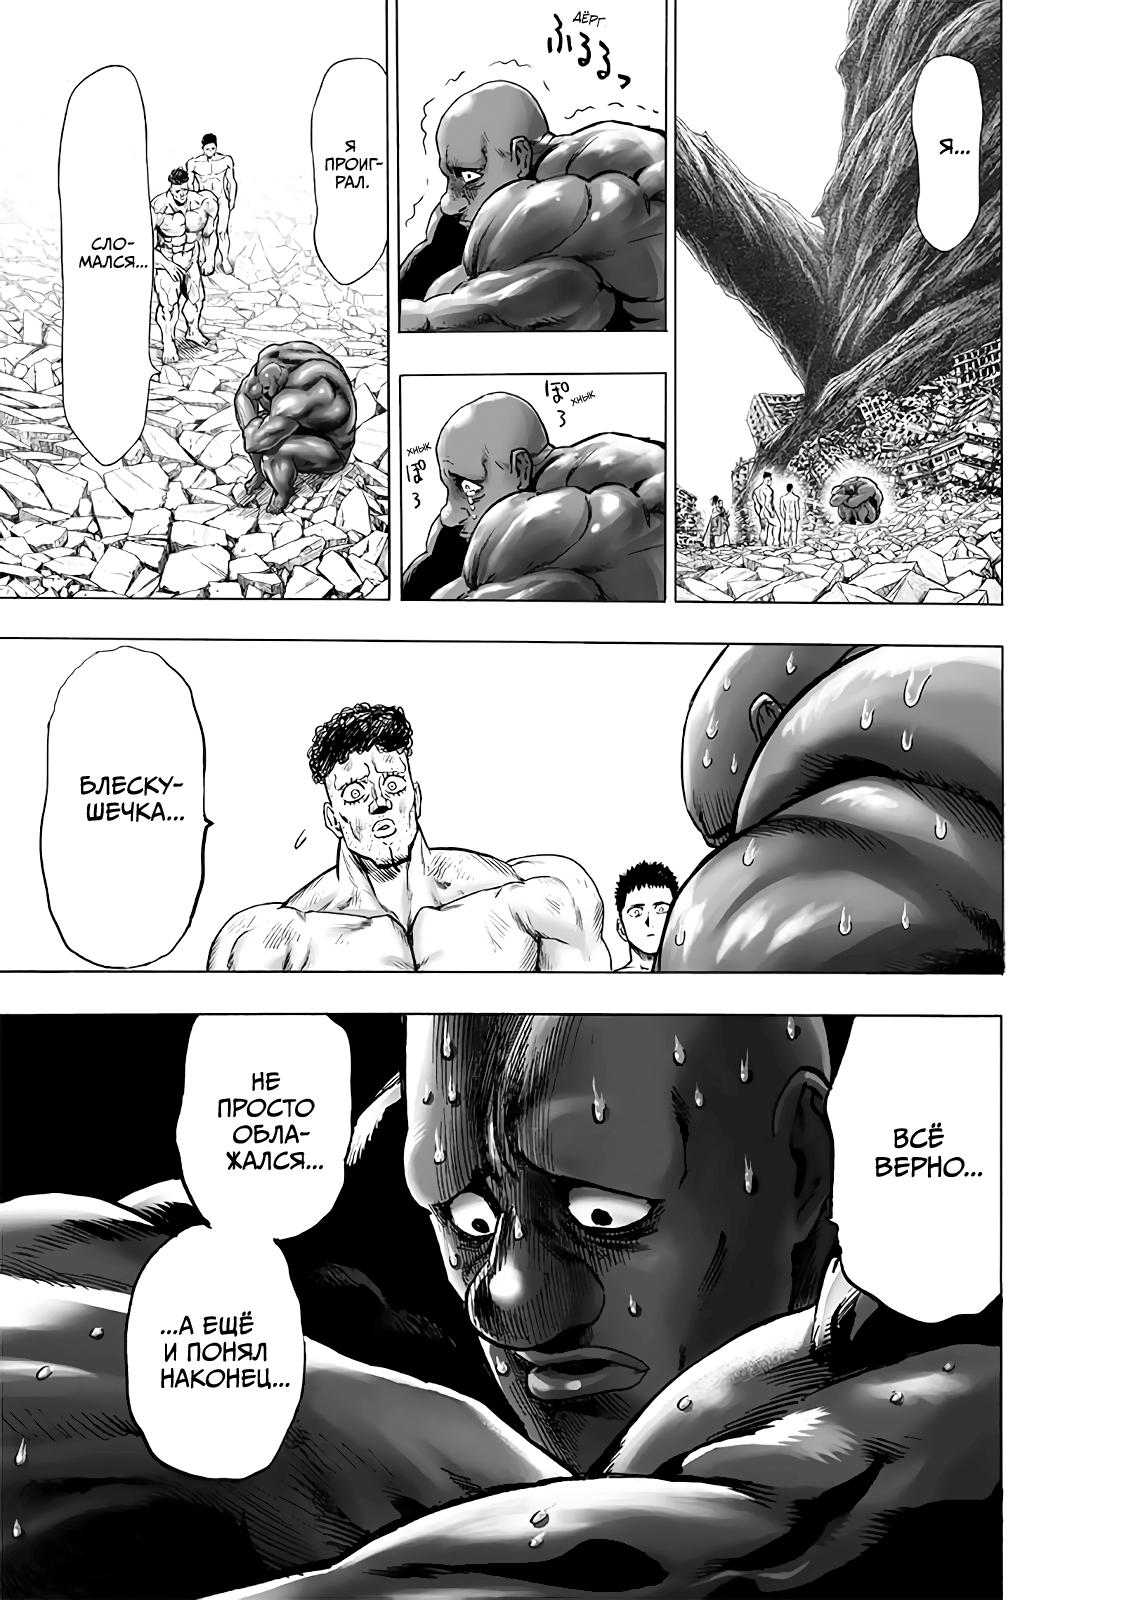 Я...
ДЁРГ
ふるるっ
ぽ
ろ
ХНЫК
ХНЫК
ぽ
ろ
Я
ПРОИГ-
РАЛ.
СЛО-
МАЛСЯ...
БЛЕСКУ-
ШЕЧКА...
ВСЁ
ВЕРНО...
НЕ
ПРОСТО
ОБЛА-
ЖАЛСЯ...
...А ЕЩЁ
И ПОНЯЛ
НАКОНЕЦ...